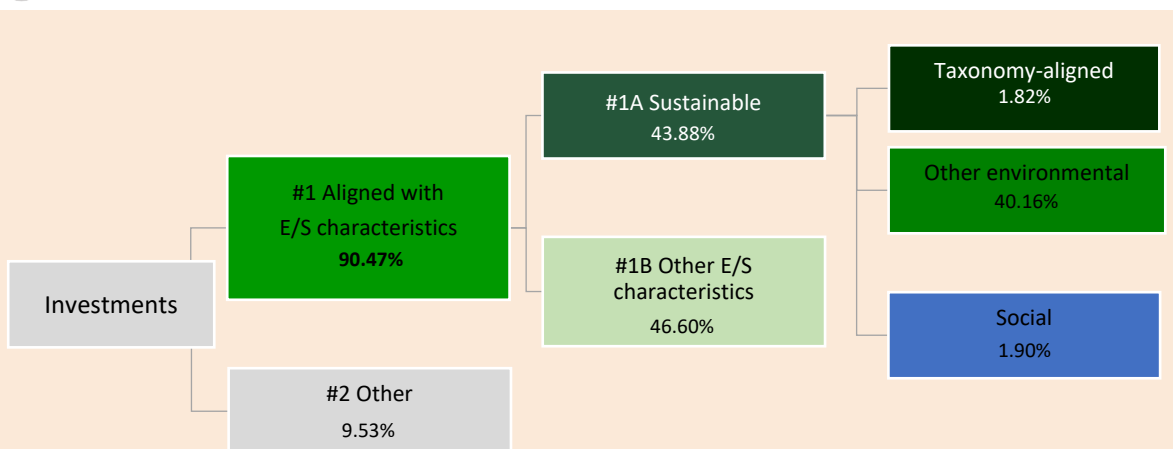 Investments
#1 Aligned with
E/S characteristics
90.47%
#2 Other
9.53%
#1A Sustainable
43.88%
#1B Other E/S
characteristics
46.60%
Taxonomy-aligned
1.82%
Other environmental
40.16%
Social
1.90%